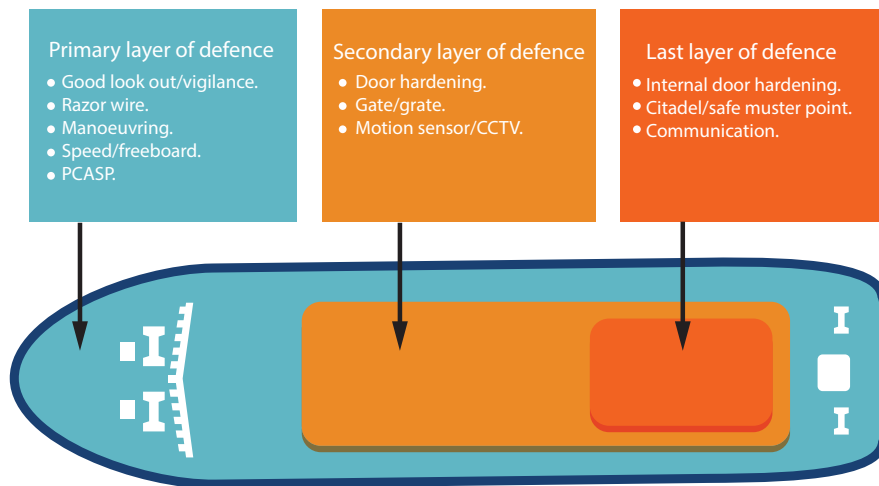 Primary layer of defence
• Good look out/vigilance.
• Razor wire.
• Manoeuvring.
• Speed/freeboard.
• PCASP.
Secondary layer of defence
• Door hardening.
• Gate/grate.
• Motion sensor/CCTV.
Last layer of defence
• Internal door hardening.
• Citadel/safe muster point.
• Communication.